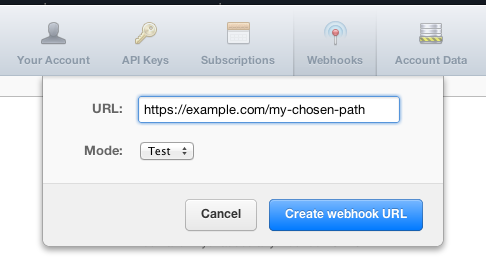 Your Account API Keys Subscriptions Webhooks Account Data
URL: https://example.com/my-chosen-path
Mode: Test
Cancel Create webhook URL